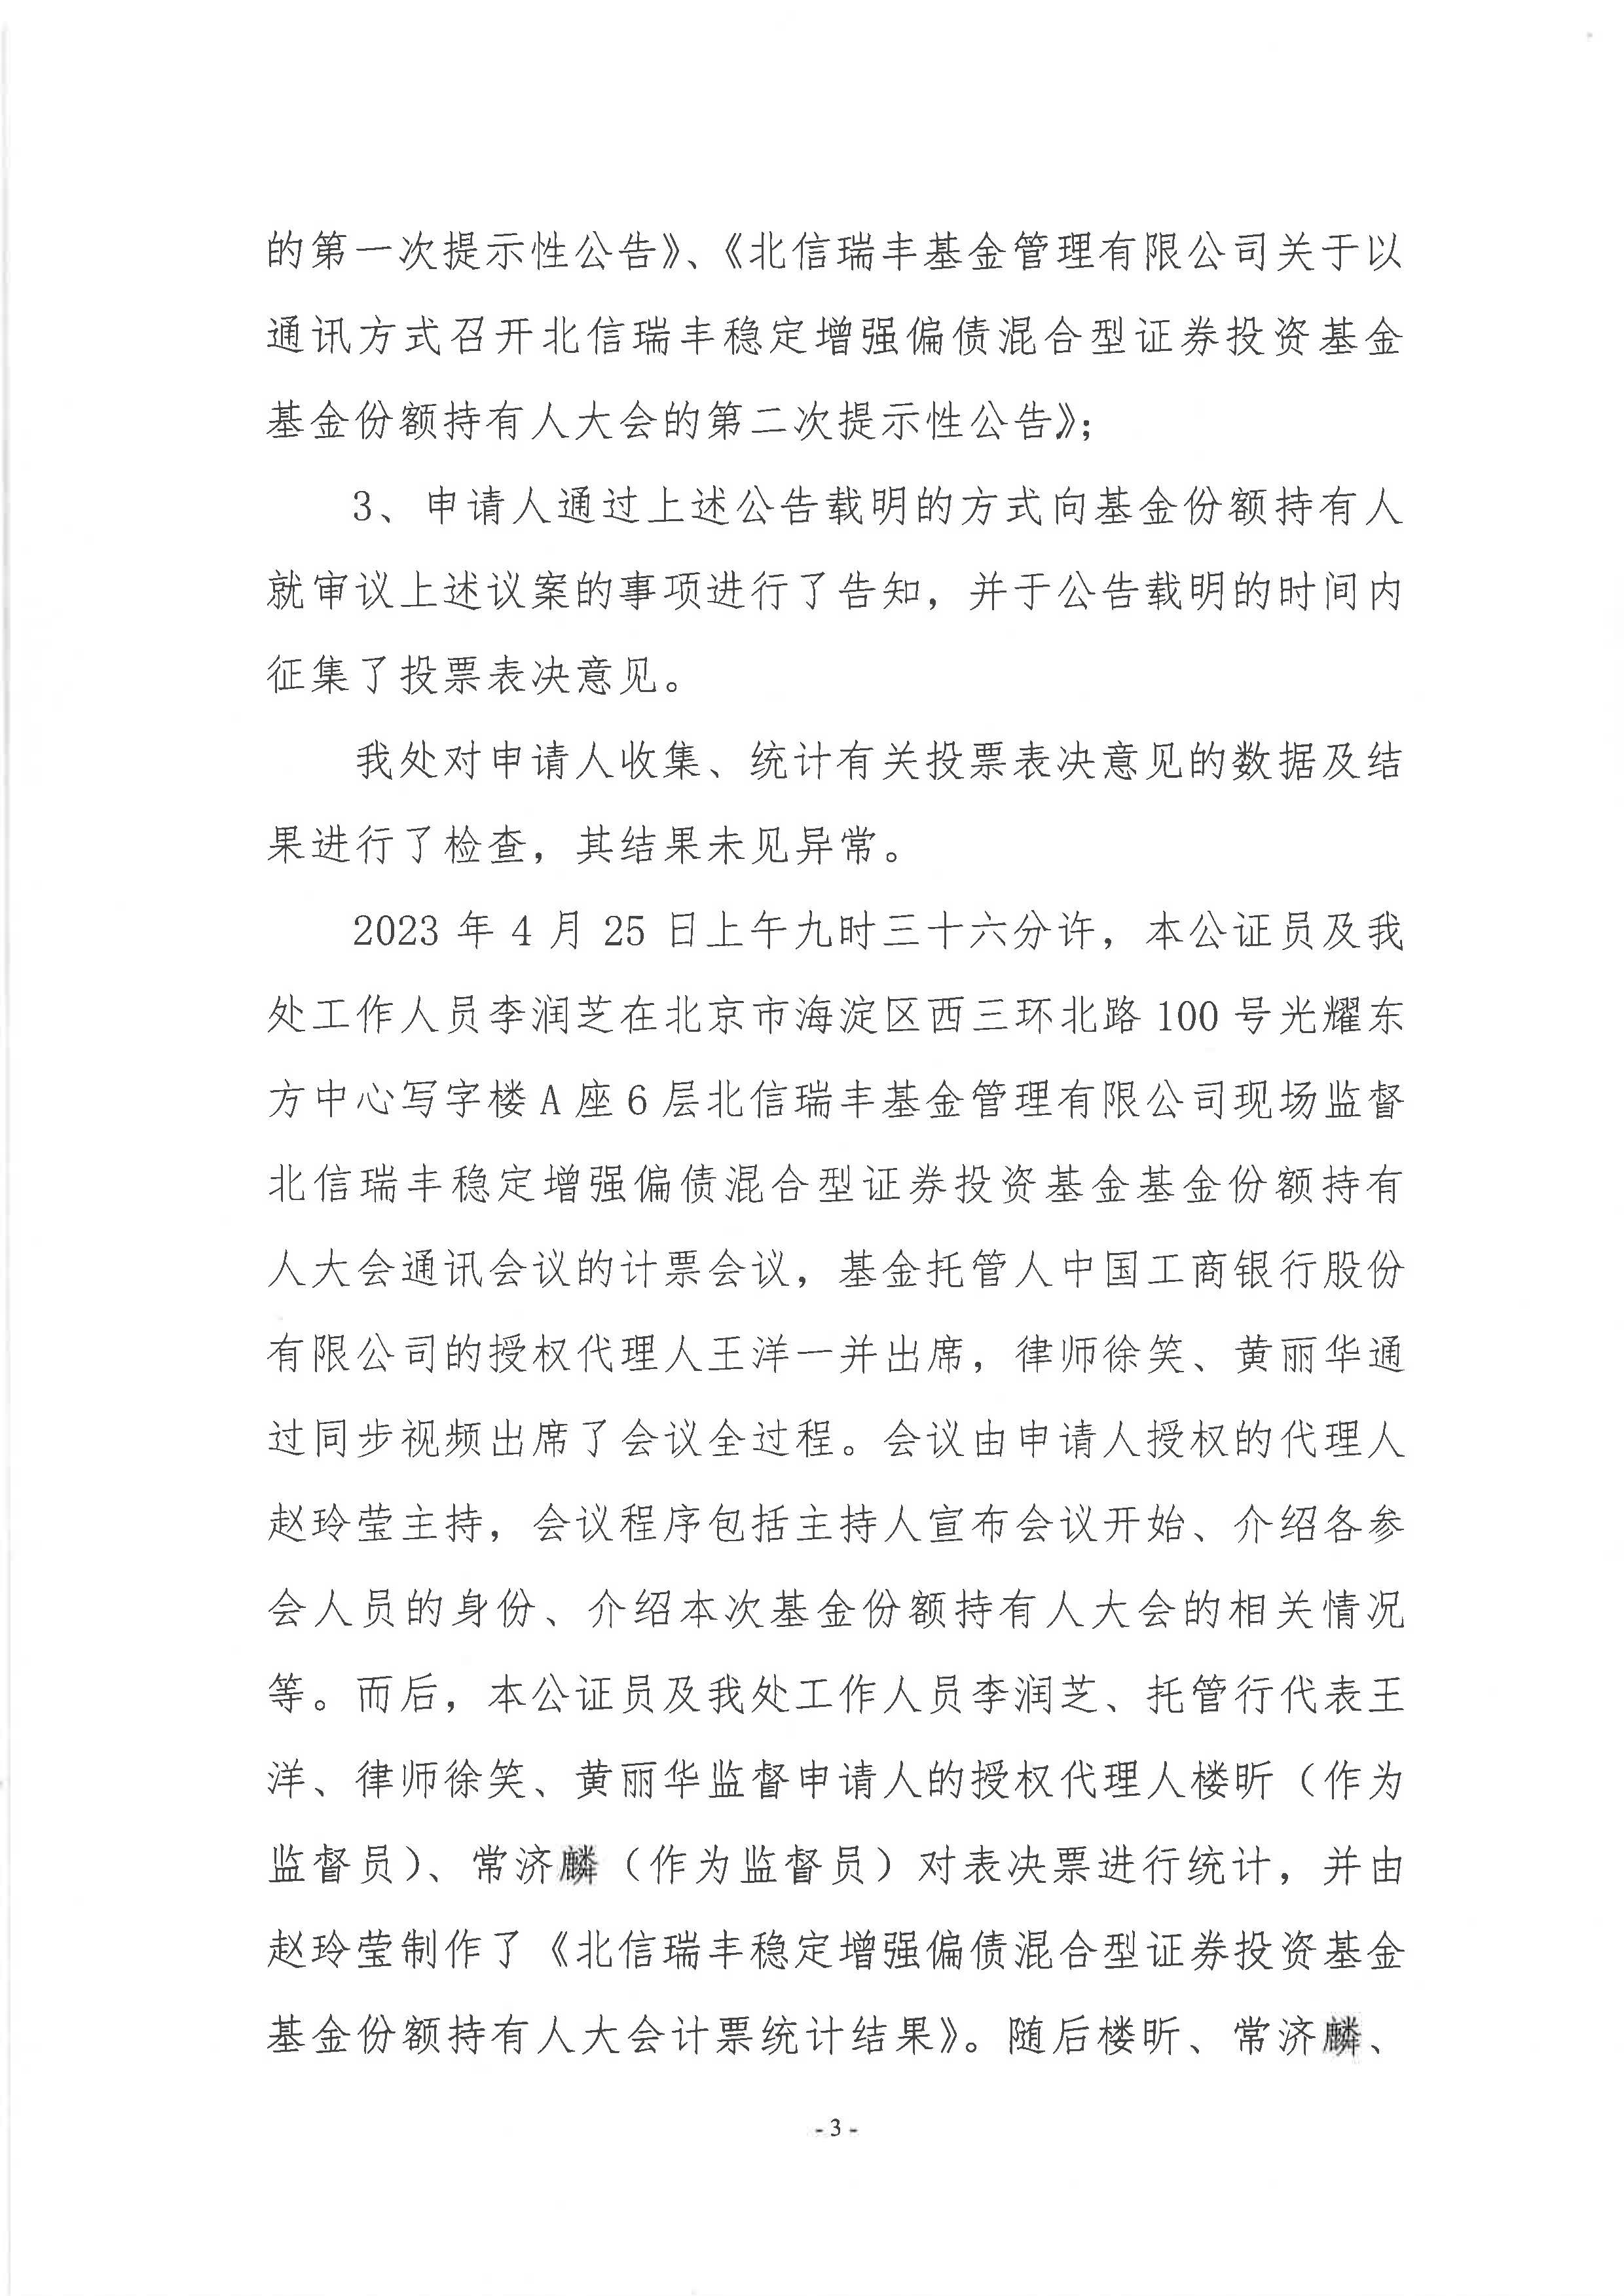 的第一次提示性公告》、《北信瑞丰基金管理有限公司关于以
通讯方式召开北信瑞丰稳定增强偏债混合型证券投资基金
基金份额持有人大会的第二次提示性公告》；
3、申请人通过上述公告载明的方式向基金份额持有人
就审议上述议案的事项进行了告知，并于公告载明的时间内
征集了投票表决意见。
我处对申请人收集、统计有关投票表决意见的数据及结
果进行了检查，其结果未见异常。
2023 年 4 月 25 日上午九时三十六分许，本公证员及我
处工作人员李润芝在北京市海淀区西三环北路 100 号光耀东
方中心写字楼 A 座 6 层北信瑞丰基金管理有限公司现场监督
北信瑞丰稳定增强偏债混合型证券投资基金基金份额持有
人大会通讯会议的计票会议，基金托管人中国工商银行股份
有限公司的授权代理人王洋一并出席，律师徐笑、黄丽华通
过同步视频出席了会议全过程。会议由申请人授权的代理人
赵玲莹主持，会议程序包括主持人宣布会议开始、介绍各参
会人员的身份、介绍本次基金份额持有人大会的相关情况
等。而后，本公证员及我处工作人员李润芝、托管行代表王
洋、律师徐笑、黄丽华监督申请人的授权代理人楼昕（作为
监督员）、常济麟（作为监督员）对表决票进行统计，并由
赵玲莹制作了《北信瑞丰稳定增强偏债混合型证券投资基金
基金份额持有人大会计票统计结果》。随后楼昕、常济麟、
- 3 -